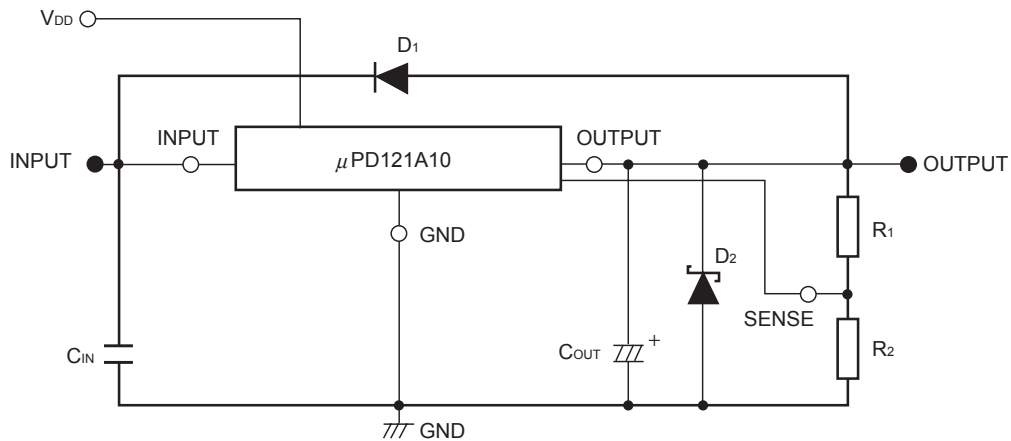 VDD
D1
INPUT
INPUT
μPD121A10
OUTPUT
OUTPUT
GND
R1
D2
SENSE
CIN
COUT
+
R2
GND